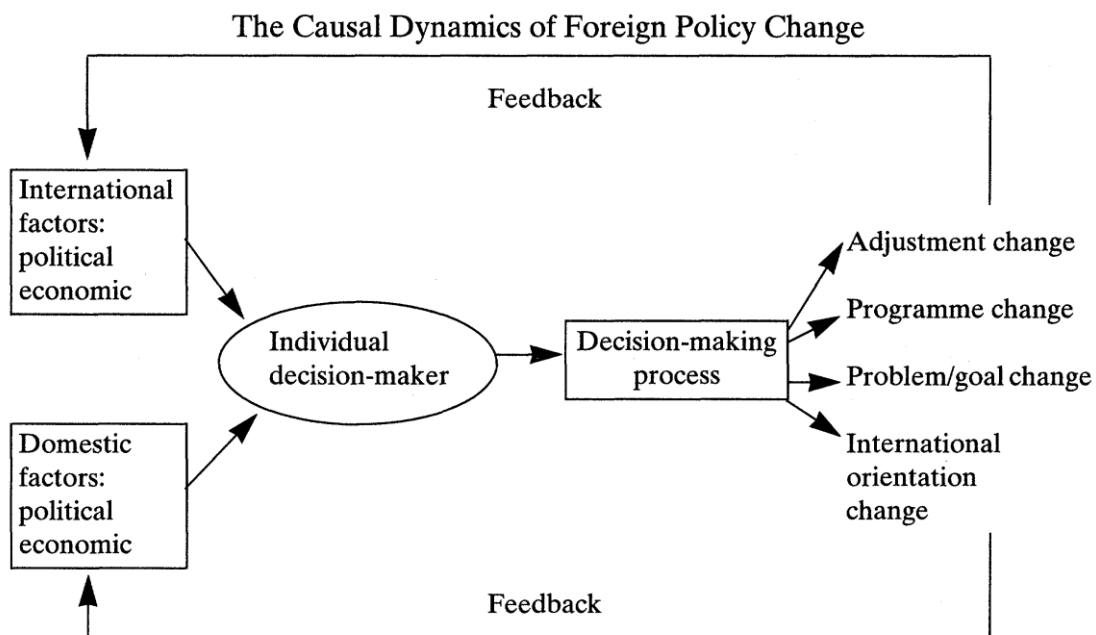 The Causal Dynamics of Foreign Policy Change
Feedback
International
factors:
political
economic
Individual
decision-maker
Decision-making
process
Adjustment change
Programme change
Problem/goal change
International
orientation
change
Domestic
factors:
political
economic
Feedback